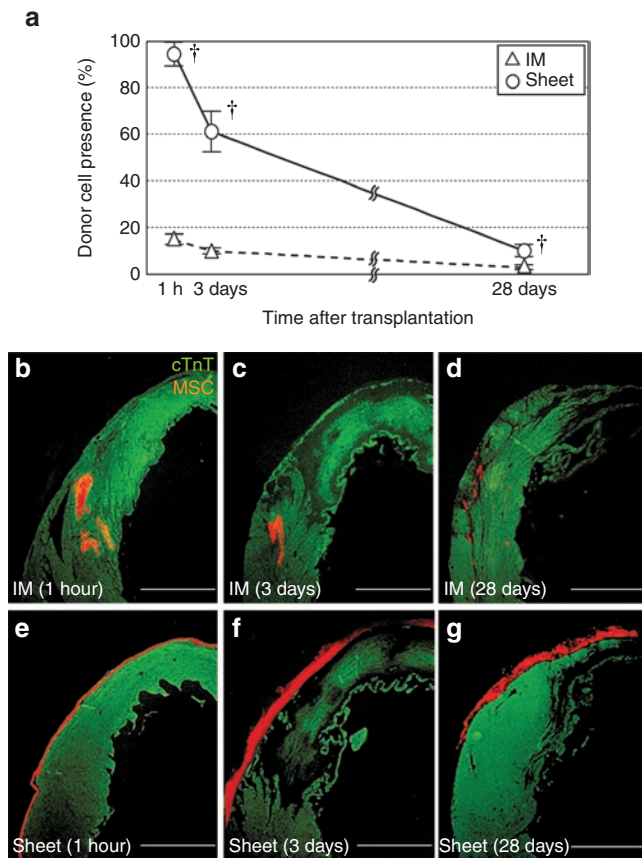 a
100
80
60
40
20
0
Donor cell presence (%)
† † †
IM
Sheet
1 h 3 days 28 days
Time after transplantation
b
cTnT
MSC
IM (1 hour)
c
IM (3 days)
d
IM (28 days)
e
Sheet (1 hour)
f
Sheet (3 days)
g
Sheet (28 days)